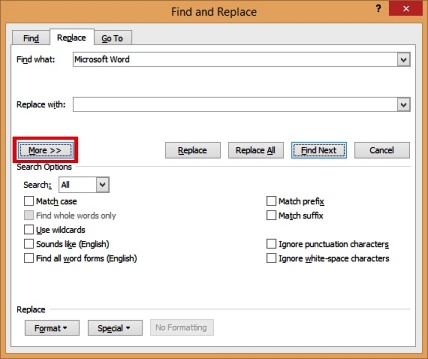 Find and Replace
? ×
Find Replace Go To
Find what: Microsoft Word
Replace with:
More >> Replace Replace All Find Next Cancel
Search Options
Search: All
Match case Match prefix
Find whole words only Match suffix
Use wildcards
Sounds like (English) Ignore punctuation characters
Find all word forms (English) Ignore white-space characters
Replace
Format Special No Formatting